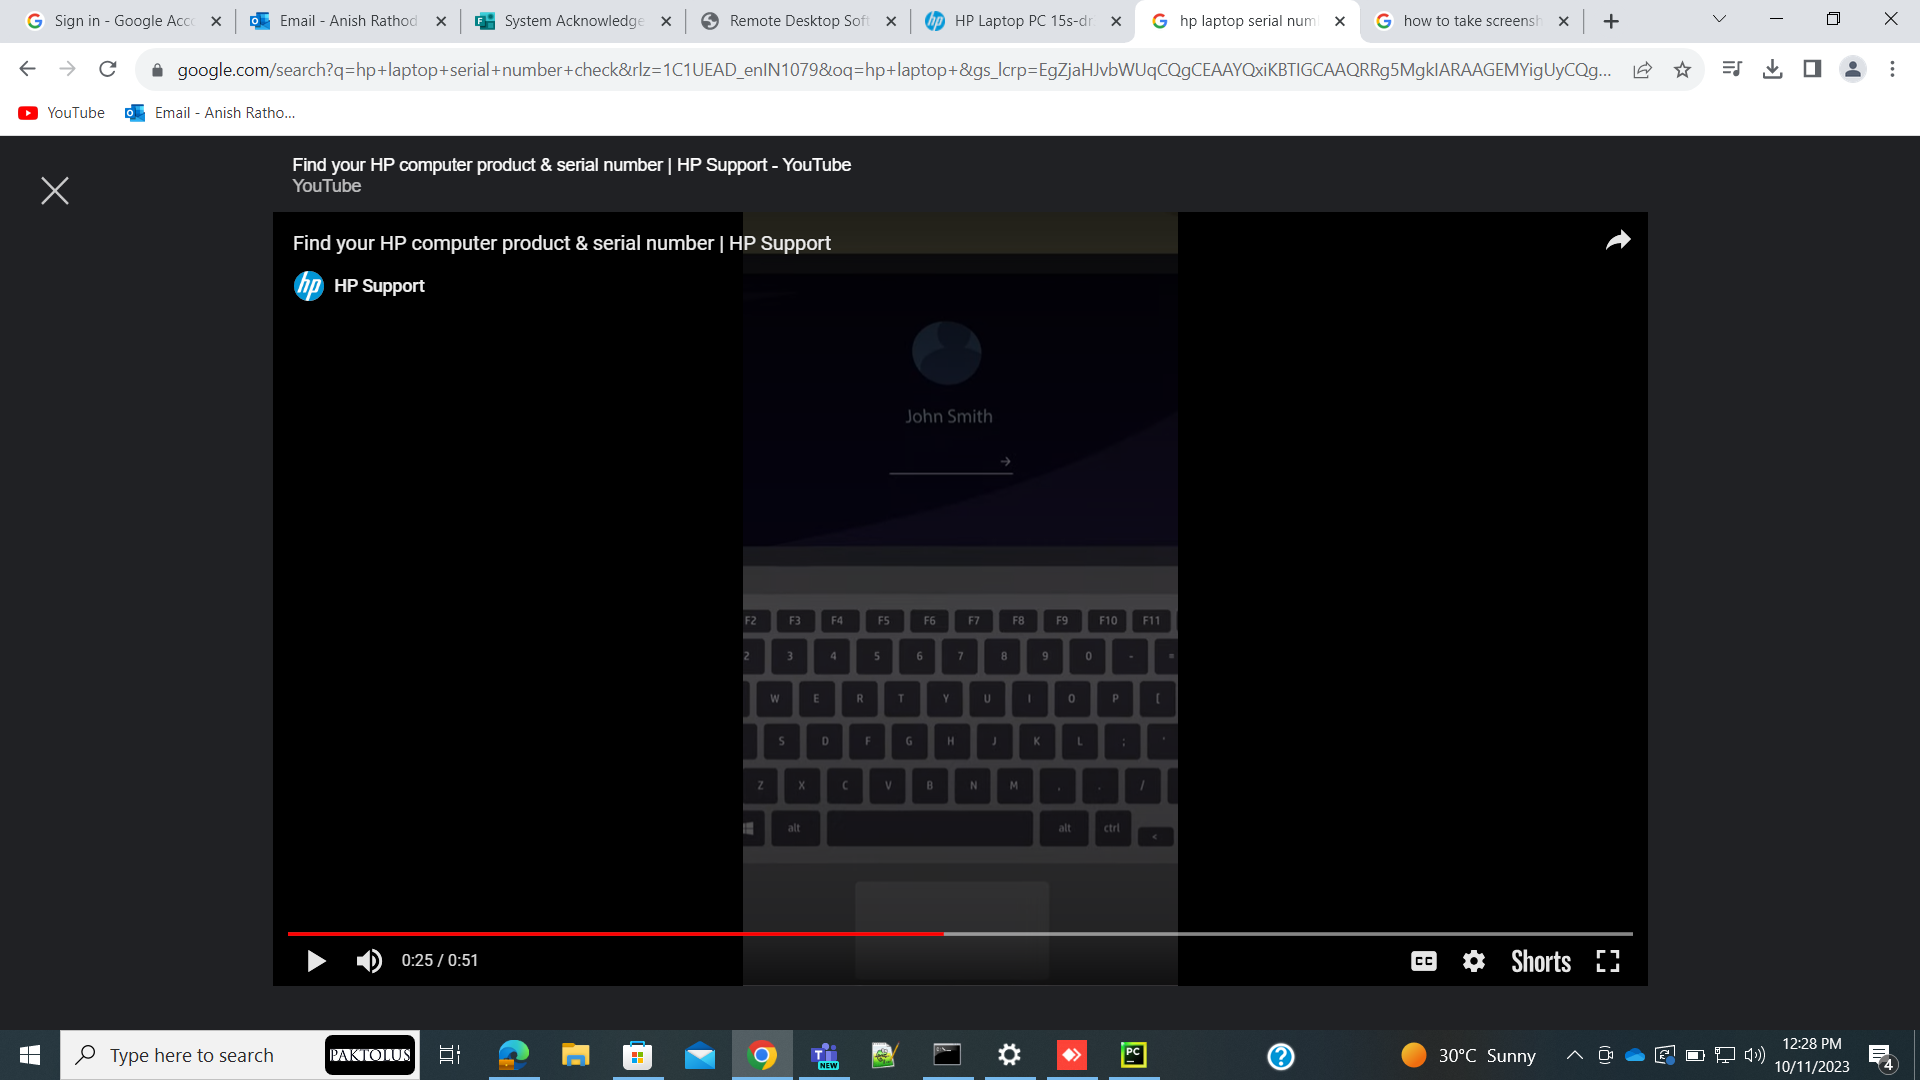 Sign in - Google Acc
Email - Anish Rathod
System Acknowledge
Remote Desktop Soft
HP Laptop PC 15s-dr
hp laptop serial num
how to take screensh
google.com/search?q=hp+laptop+serial+number+check&rlz=1C1UEAD_enIN1079&oq=hp+laptop+&gs_lcrp=EgZjaHJvbWUqCQgCEAAYQxiKBTIGCAAQRRg5MgkIARAAGEMYigUyCQg...
YouTube
Email - Anish Ratho...
Find your HP computer product & serial number | HP Support - YouTube
YouTube
Find your HP computer product & serial number | HP Support
hp
HP Support
John Smith
F2 F3 F4 F5 F6 F7 F8 F9 F10 F11
2 3 4 5 6 7 8 9 0 - =
W E R T Y U I O P [
S D F G H J K L ; '
Z X C V B N M , . /
alt alt ctrl <
0:25 / 0:51
CC
Shorts
Type here to search
PAKTOLUS
NEW
PC
30°C Sunny
12:28 PM
10/11/2023
4